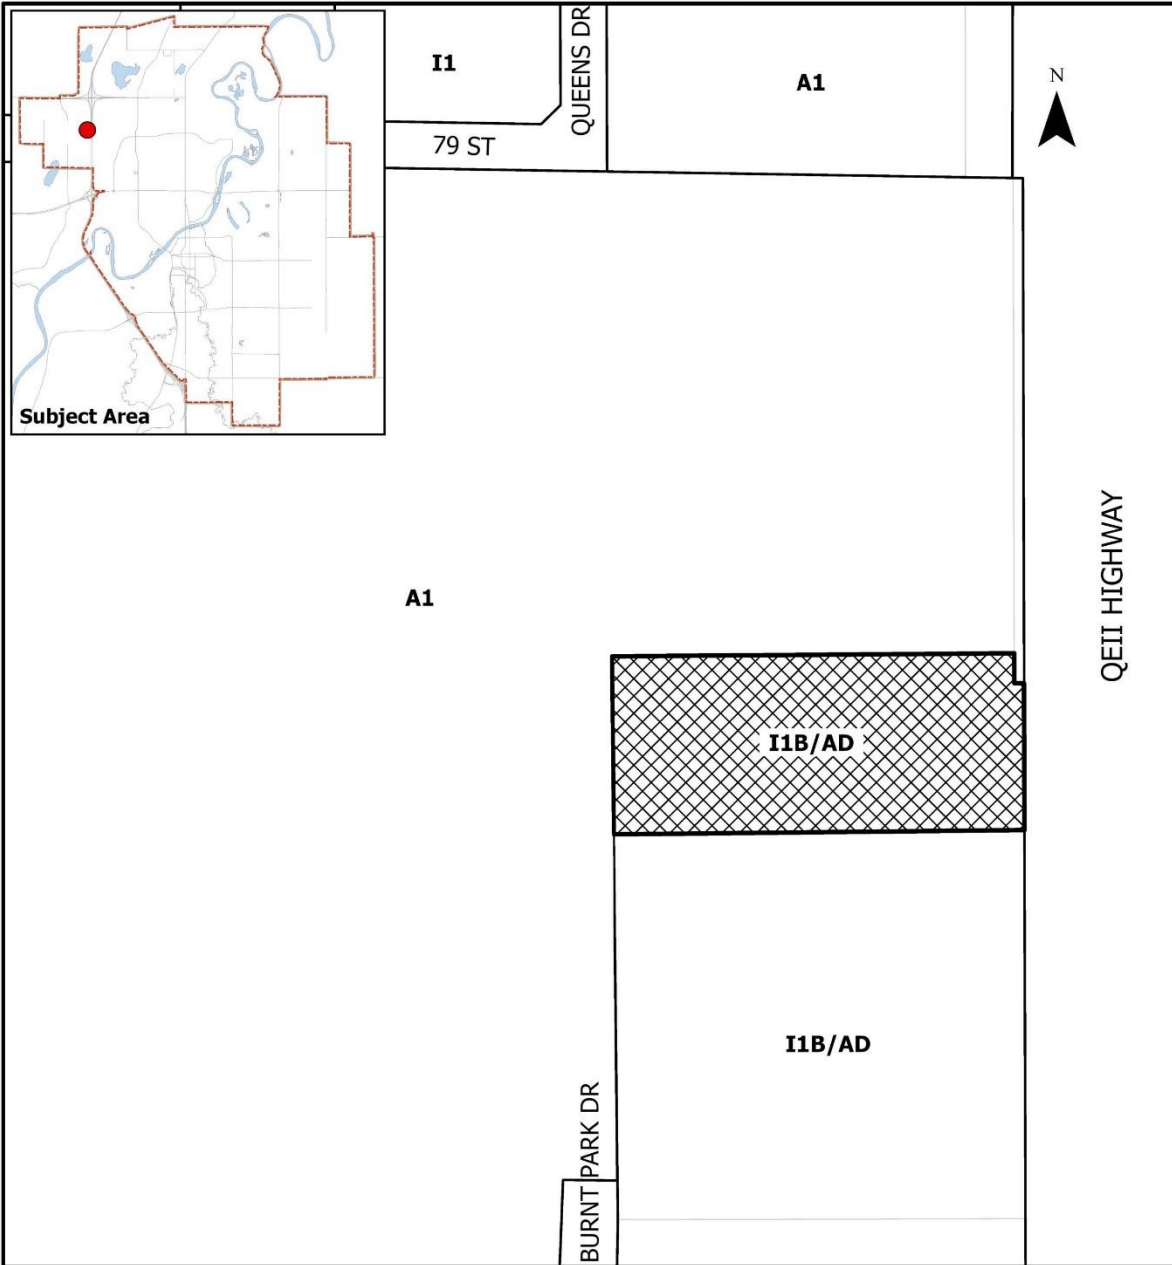 I1
QUEENS DR
A1
N
79 ST
Subject Area
QEII HIGHWAY
A1
I1B/AD
I1B/AD
BURNT PARK DR